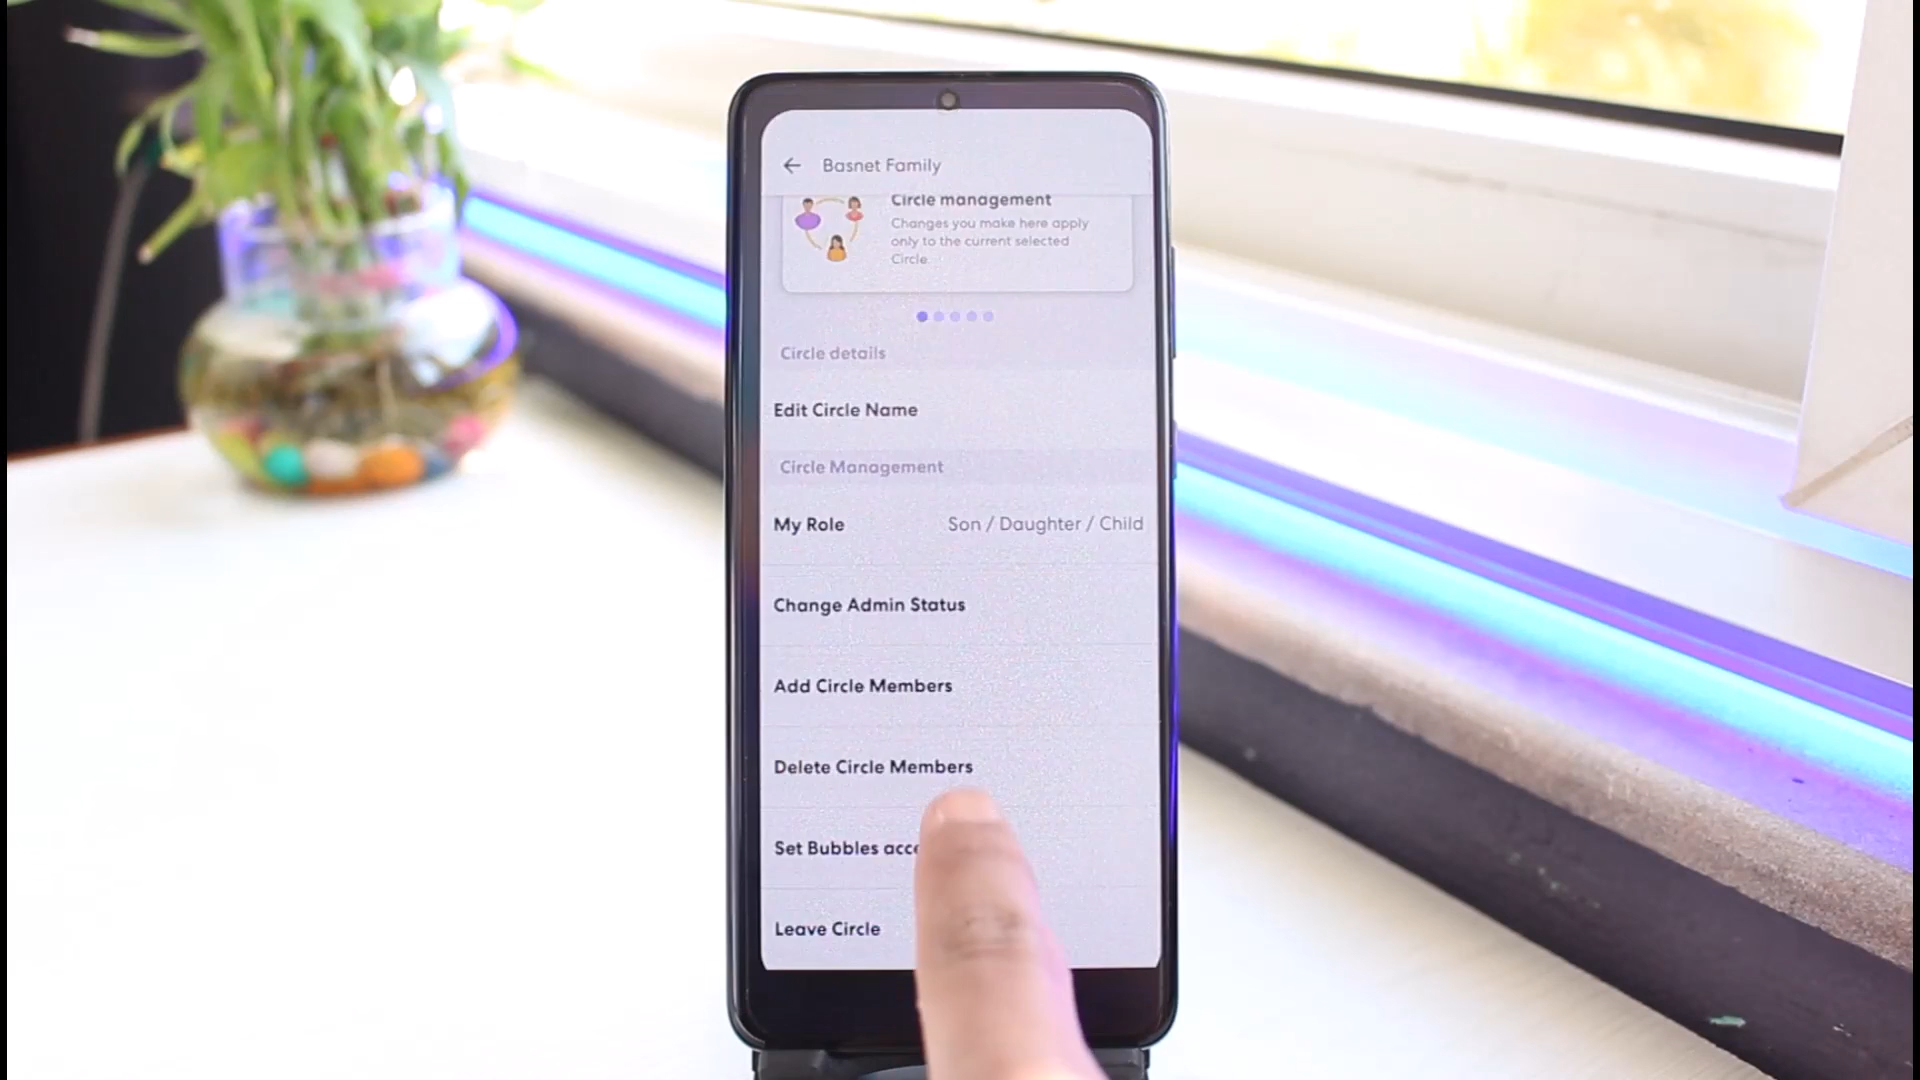 Basnet Family
Circle management
Changes you make here apply
only to the current selected
Circle.
Circle details
Edit Circle Name
Circle Management
My Role Son / Daughter / Child
Change Admin Status
Add Circle Members
Delete Circle Members
Set Bubbles
Leave Circle